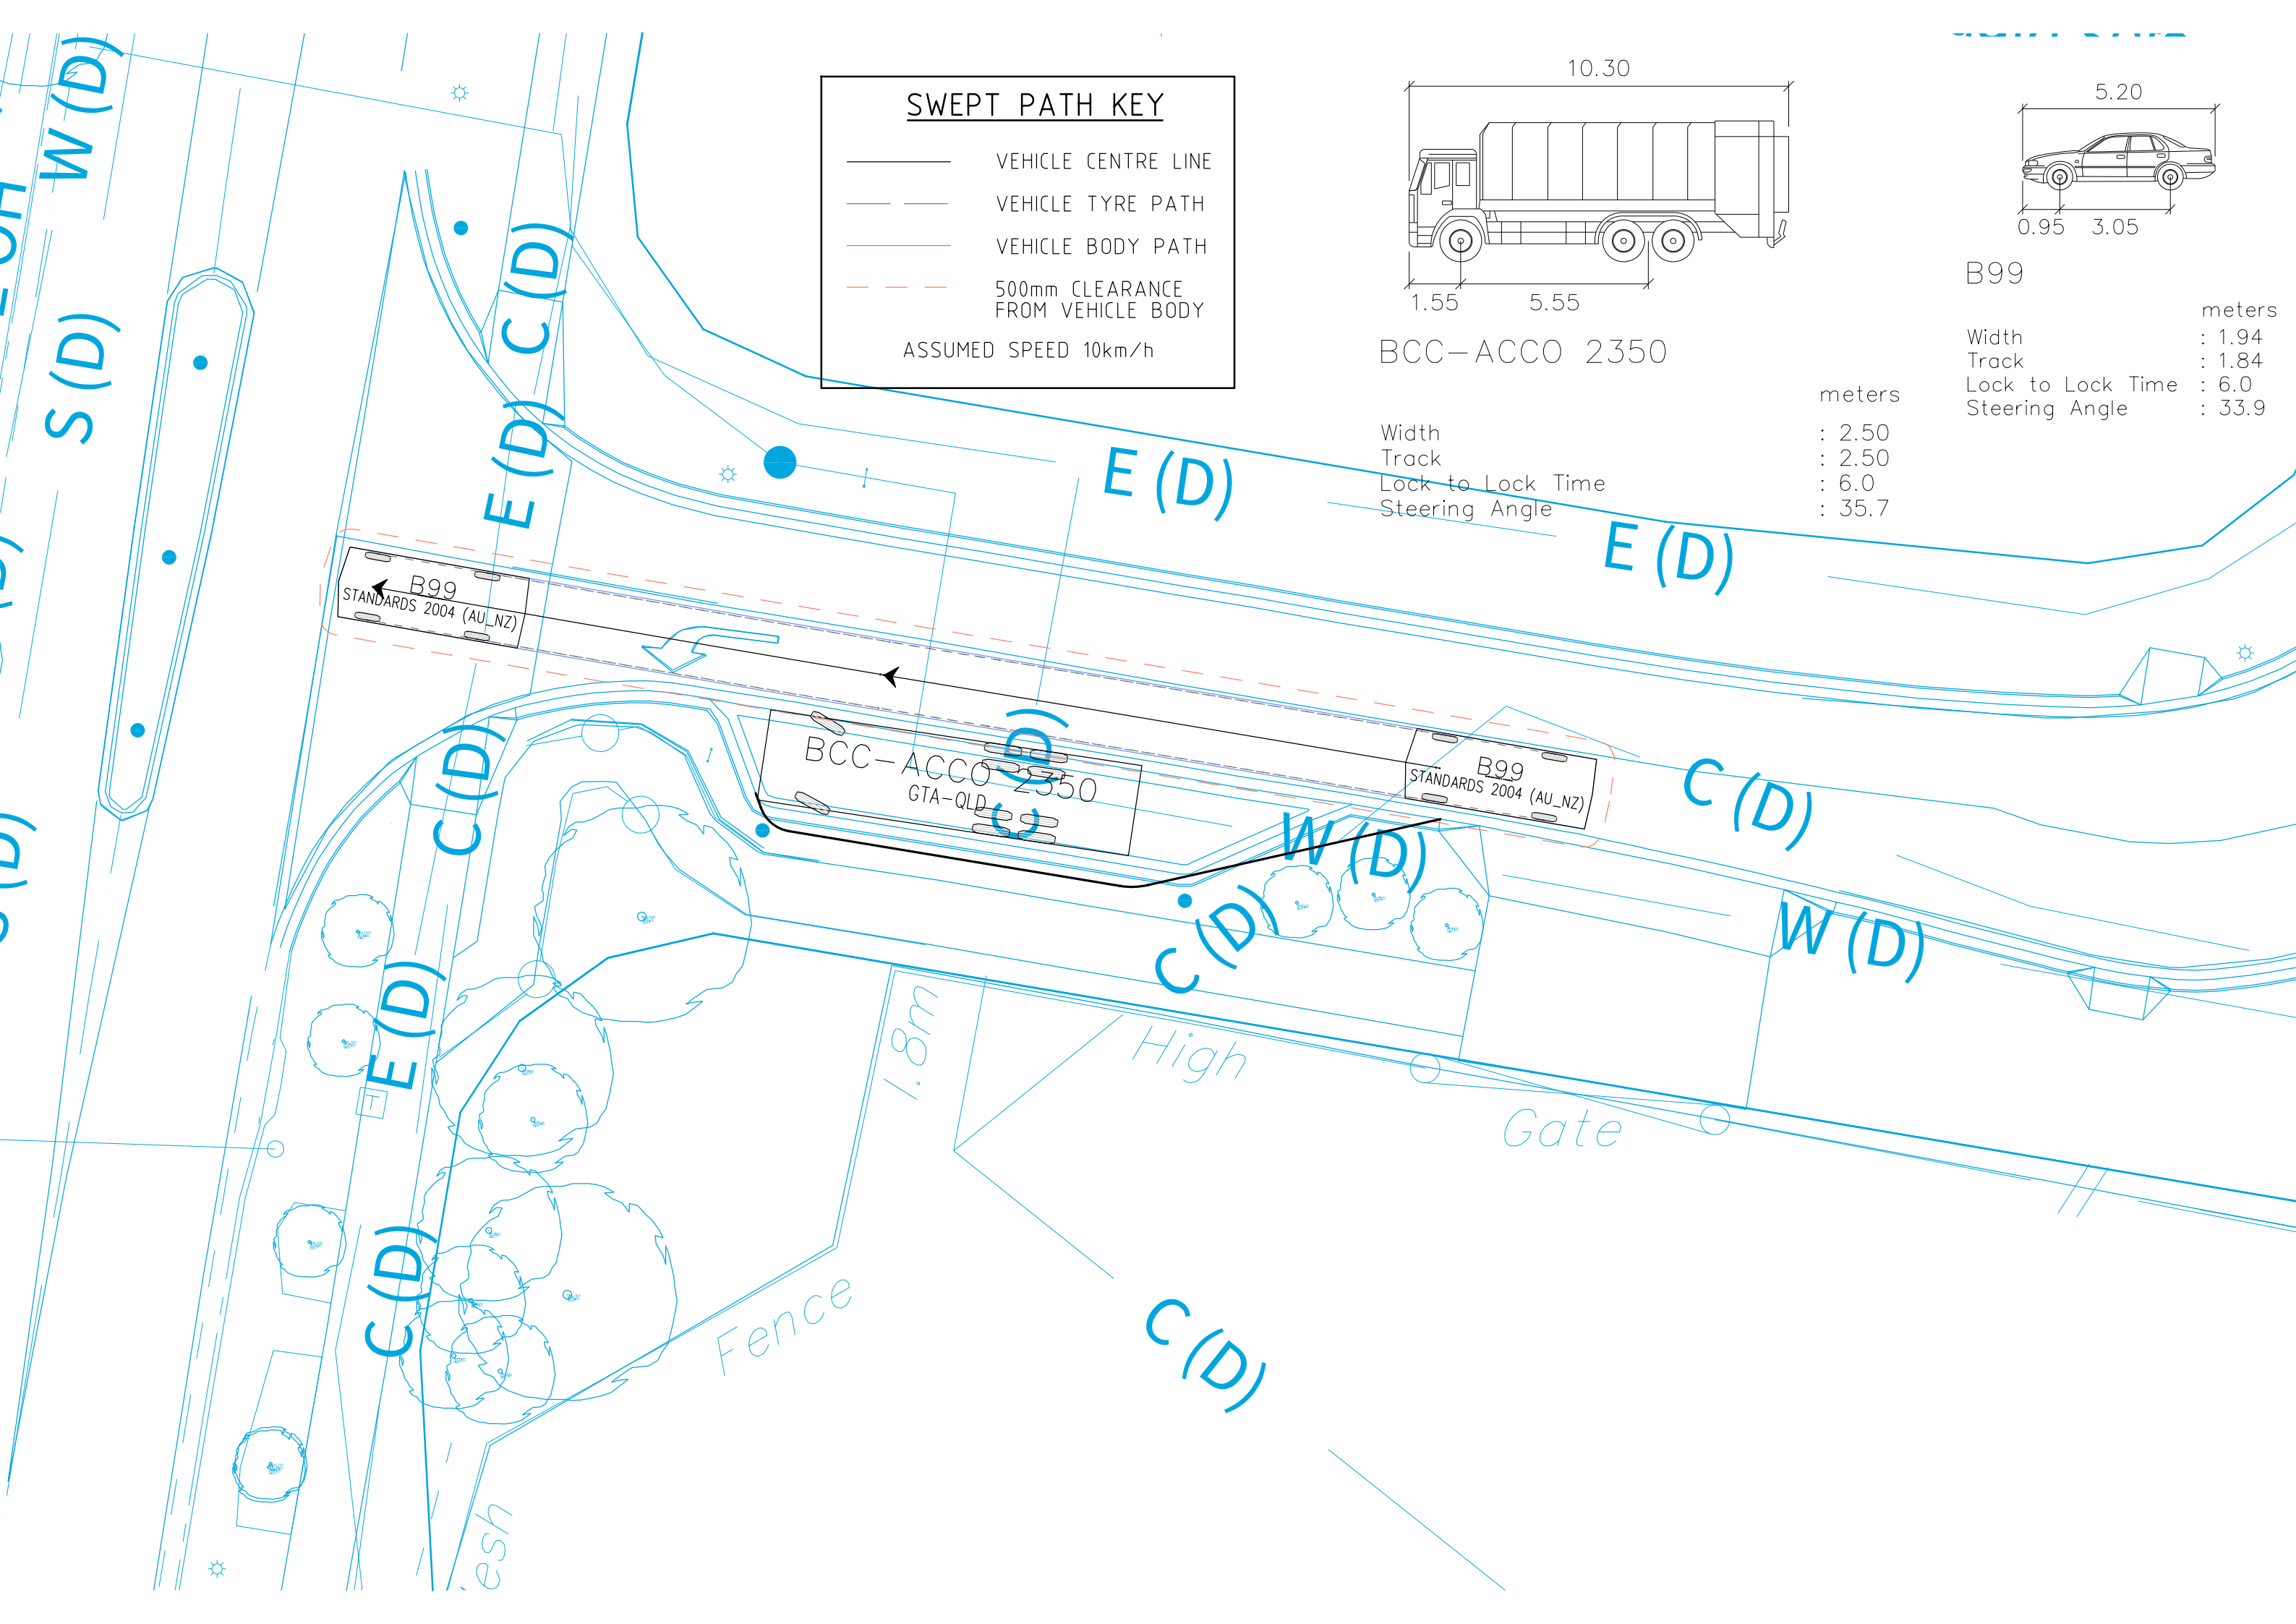 SWEPT PATH KEY
VEHICLE CENTRE LINE
VEHICLE TYRE PATH
VEHICLE BODY PATH
500mm CLEARANCE
FROM VEHICLE BODY
ASSUMED SPEED 10km/h
10.30
1.55
5.55
BCC-ACCO 2350
meters
Width : 2.50
Track : 2.50
Lock to Lock Time : 6.0
Steering Angle : 35.7
5.20
0.95
3.05
B99
meters
Width : 1.94
Track : 1.84
Lock to Lock Time : 6.0
Steering Angle : 33.9
W (D)
S (D)
C (D)
E (D)
E (D)
E (D)
B99
STANDARDS 2004 (AU_NZ)
BCC-ACCO 2350
GTA-QLD
C (D)
B99
STANDARDS 2004 (AU_NZ)
C (D)
W (D)
C (D)
W (D)
C (D)
E (D)
T
1.8m
High
Gate
Fence
C (D)
C (D)